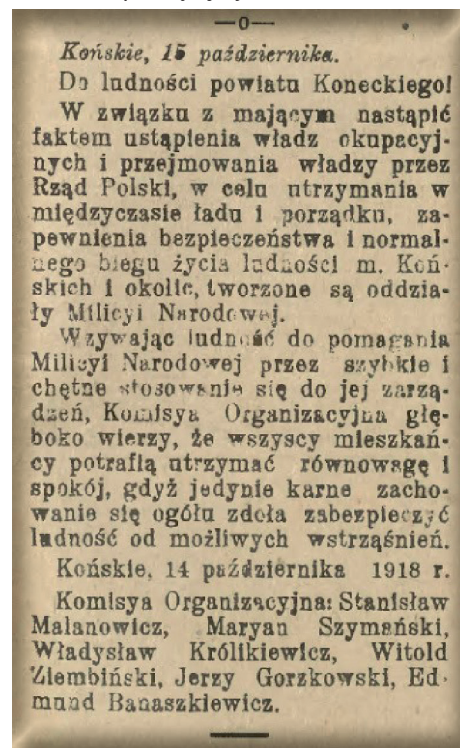 —o—
Końskie, 15 października.
Do ludności powiatu Koneckiego!
W związku z mającym nastąpić
faktem ustąpienia władz okupacyj-
nych i przejmowania władzy przez
Rząd Polski, w celu utrzymania w
międzyczasie ładu i porządku, za-
pewnienia bezpieczeństwa i normal-
nego biegu życia ludności m. Koń-
skich i okolic, tworzone są oddzia-
ły Milicyi Narodowej.
Wzywając ludność do pomagania
Milicyi Narodowej przez szybkie i
chętne stosowanie się do jej zarzą-
dzeń, Komisya Organizacyjna głę-
boko wierzy, że wszyscy mieszkań-
cy potrafią utrzymać równowagę i
spokój, gdyż jedynie karne zacho-
wanie się ogółu zdoła zabezpieczyć
ludność od możliwych wstrząśnień.
Końskie, 14 października 1918 r.
Komisya Organizacyjna: Stanisław
Malanowicz, Maryan Szymański,
Władysław Królikiewicz, Witold
Ziembiński, Jerzy Gorzkowski, Ed-
mund Banaszkiewicz.